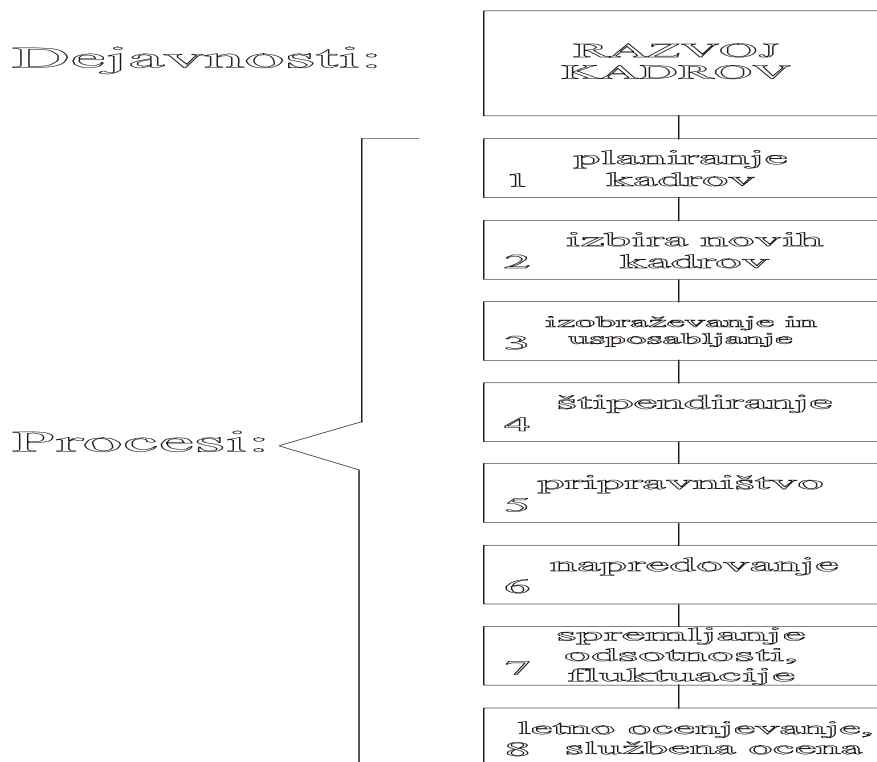 Dejavnosti:
RAZVOJ
KADROV
Procesi:
planiranje
1 kadrov
izbira novih
2 kadrov
izobraževanje in
3 usposabljanje
štipendiranje
4
pripravništvo
5
napredovanje
6
spremljanje
odsotnosti,
7 fluktuacije
letno ocenjevanje,
8 službena ocena